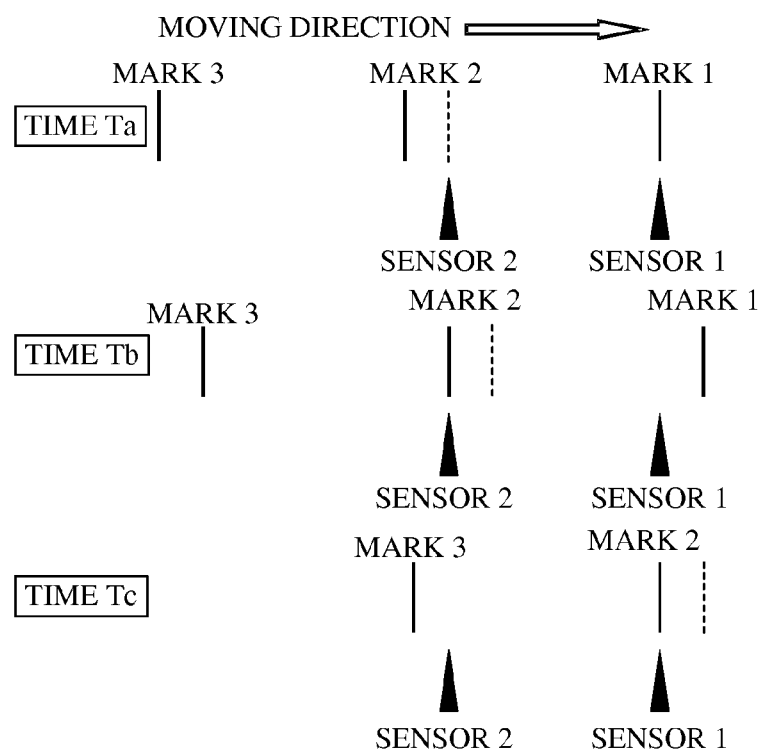 MOVING DIRECTION
MARK 3 MARK 2 MARK 1
TIME Ta
SENSOR 2 SENSOR 1
MARK 3 MARK 2 MARK 1
TIME Tb
SENSOR 2 SENSOR 1
MARK 3 MARK 2
TIME Tc
SENSOR 2 SENSOR 1